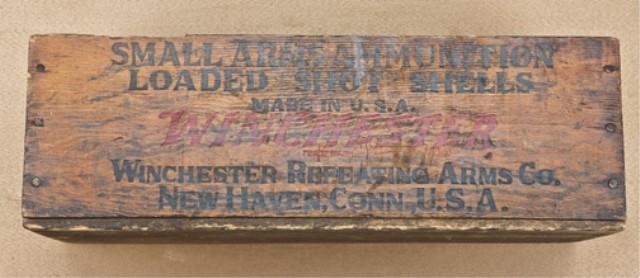 SMALL ARMS AMMUNITION
LOADED SHOT SHELLS
MADE IN U.S.A.
WINCHESTER
WINCHESTER REPEATING ARMS CO.
NEW HAVEN, CONN., U.S.A.